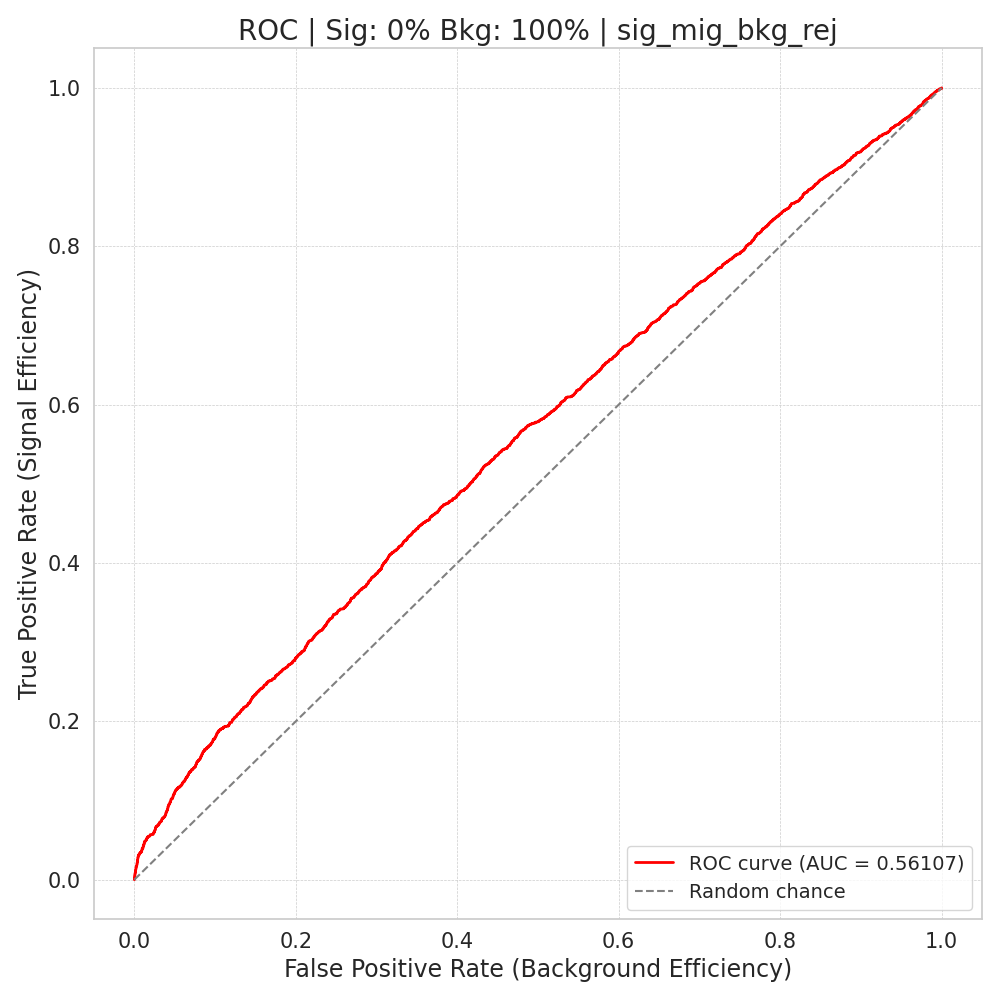 ROC | Sig: 0% Bkg: 100% | sig_mig_bkg_rej
True Positive Rate (Signal Efficiency)
1.0
0.8
0.6
0.4
0.2
0.0
0.0 0.2 0.4 0.6 0.8 1.0
False Positive Rate (Background Efficiency)
ROC curve (AUC = 0.56107)
Random chance